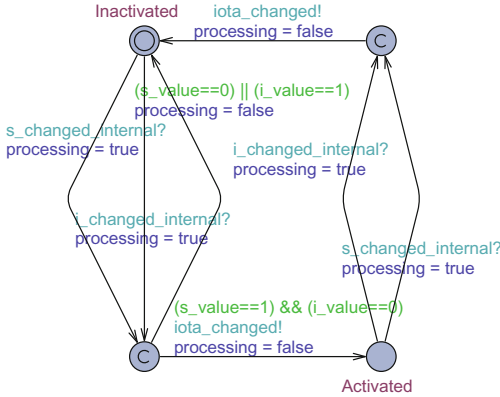 Inactivated
iota_changed!
processing = false
C
(s_value==0) || (i_value==1)
processing = false
s_changed_internal?
processing = true
i_changed_internal?
processing = true
i_changed_internal?
processing = true
s_changed_internal?
processing = true
(s_value==1) && (i_value==0)
iota_changed!
processing = false
C
Activated